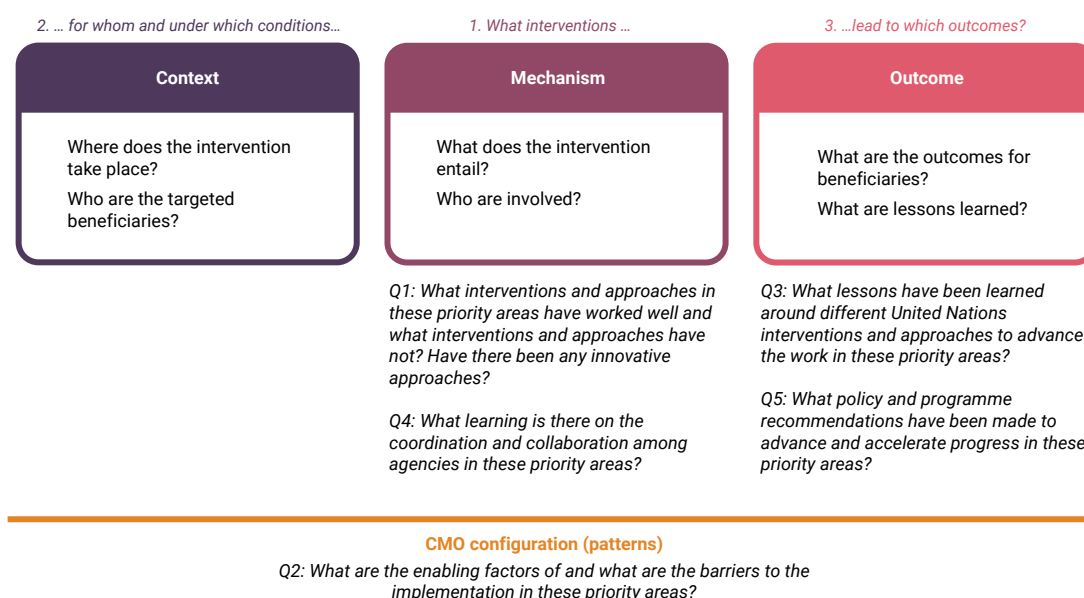 2. … for whom and under which conditions…
1. What interventions …
3. …lead to which outcomes?
Context
Mechanism
Outcome
Where does the intervention
take place?
Who are the targeted
beneficiaries?
What does the intervention
entail?
Who are involved?
What are the outcomes for
beneficiaries?
What are lessons learned?
Q1: What interventions and approaches in
these priority areas have worked well and
what interventions and approaches have
not? Have there been any innovative
approaches?
Q4: What learning is there on the
coordination and collaboration among
agencies in these priority areas?
Q3: What lessons have been learned
around different United Nations
interventions and approaches to advance
the work in these priority areas?
Q5: What policy and programme
recommendations have been made to
advance and accelerate progress in these
priority areas?
CMO configuration (patterns)
Q2: What are the enabling factors of and what are the barriers to the
implementation in these priority areas?